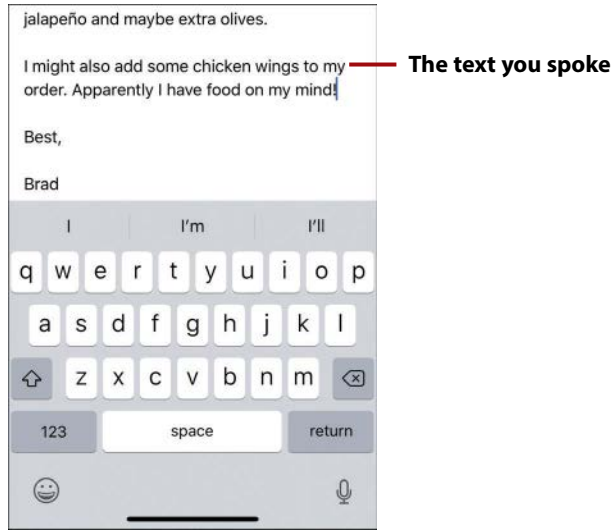 jalapeño and maybe extra olives.
I might also add some chicken wings to my
order. Apparently I have food on my mind!
The text you spoke
Best,
Brad
I I'm I'll
q w e r t y u i o p
a s d f g h j k l
z x c v b n m
123 space return